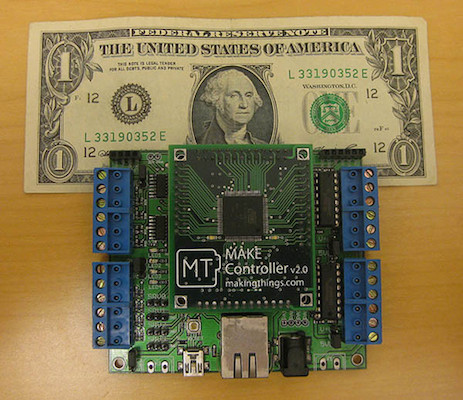 FEDERAL RESERVE NOTE
THE UNITED STATES OF AMERICA
1
1
THIS NOTE IS LEGAL TENDER
FOR ALL DEBTS, PUBLIC AND PRIVATE
L 33190352 E
WASHINGTON, D.C.
12
12
L
L 33190352 E
12
12
1
1
MT
MAKE
Controller v2.0
makingthings.com